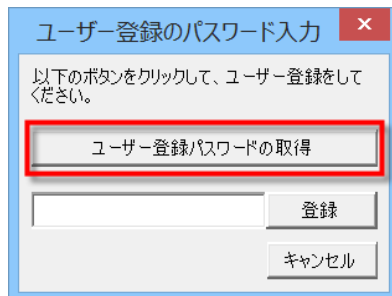 ユーザー登録のパスワード入力
以下のボタンをクリックして、ユーザー登録をして
ください。
ユーザー登録パスワードの取得
登録
キャンセル